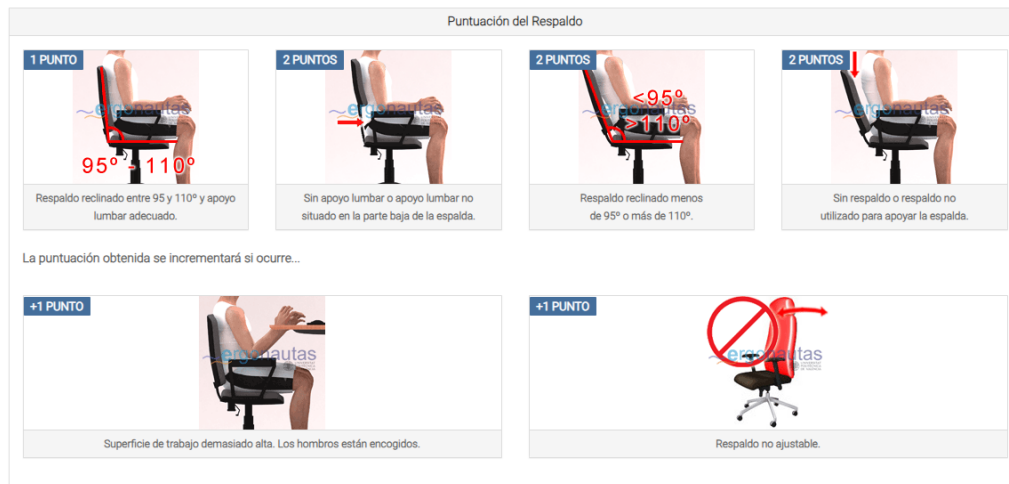 Puntuación del Respaldo
1 PUNTO
ergonautas
95º - 110º
Respaldo reclinado entre 95 y 110º y apoyo
lumbar adecuado.
2 PUNTOS
ergonautas
Sin apoyo lumbar o apoyo lumbar no
situado en la parte baja de la espalda.
2 PUNTOS
ergonautas
<95º
>110º
Respaldo reclinado menos
de 95º o más de 110º.
2 PUNTOS
ergonautas
Sin respaldo o respaldo no
utilizado para apoyar la espalda.
La puntuación obtenida se incrementará si ocurre...
+1 PUNTO
ergonautas
Superficie de trabajo demasiado alta. Los hombros están encogidos.
+1 PUNTO
ergonautas
Respaldo no ajustable.